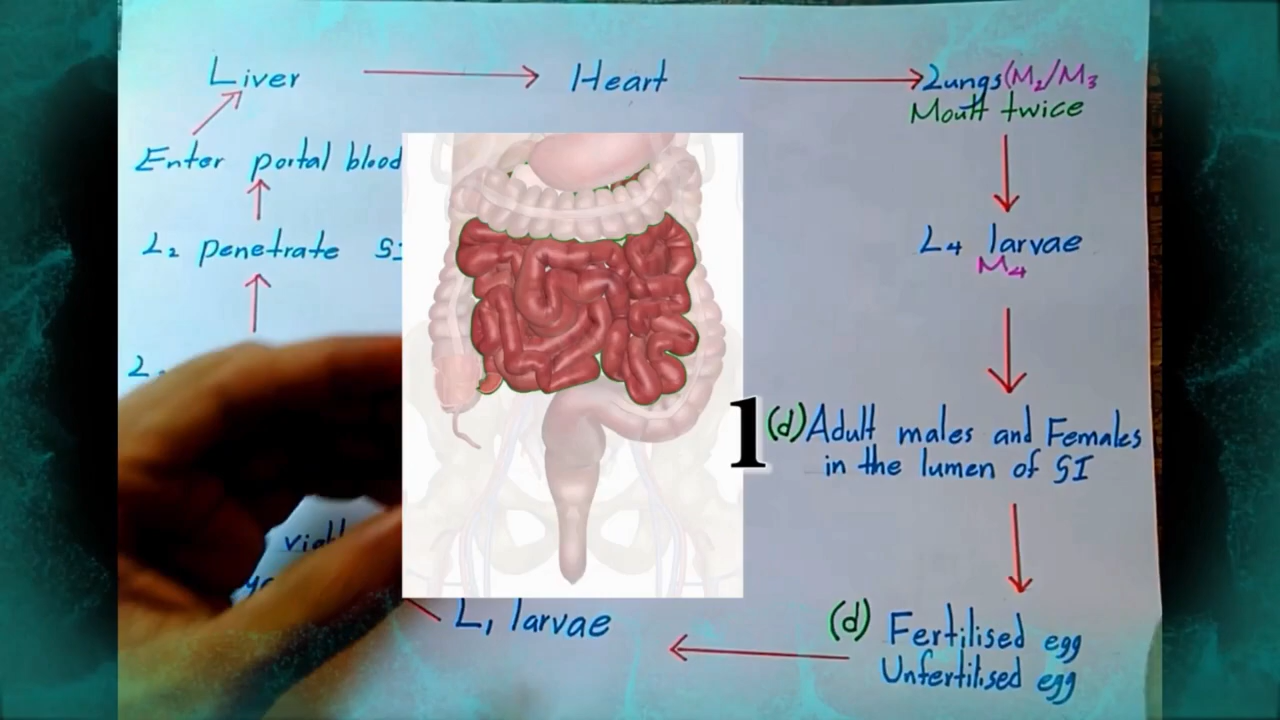 Liver
Heart
Lungs(M2/M3
Moult twice
Enter portal blood
L2 penetrate SI
L4 larvae
M4
1
(d) Adult males and Females
in the lumen of SI
L1 larvae
(d) Fertilised egg
Unfertilised egg